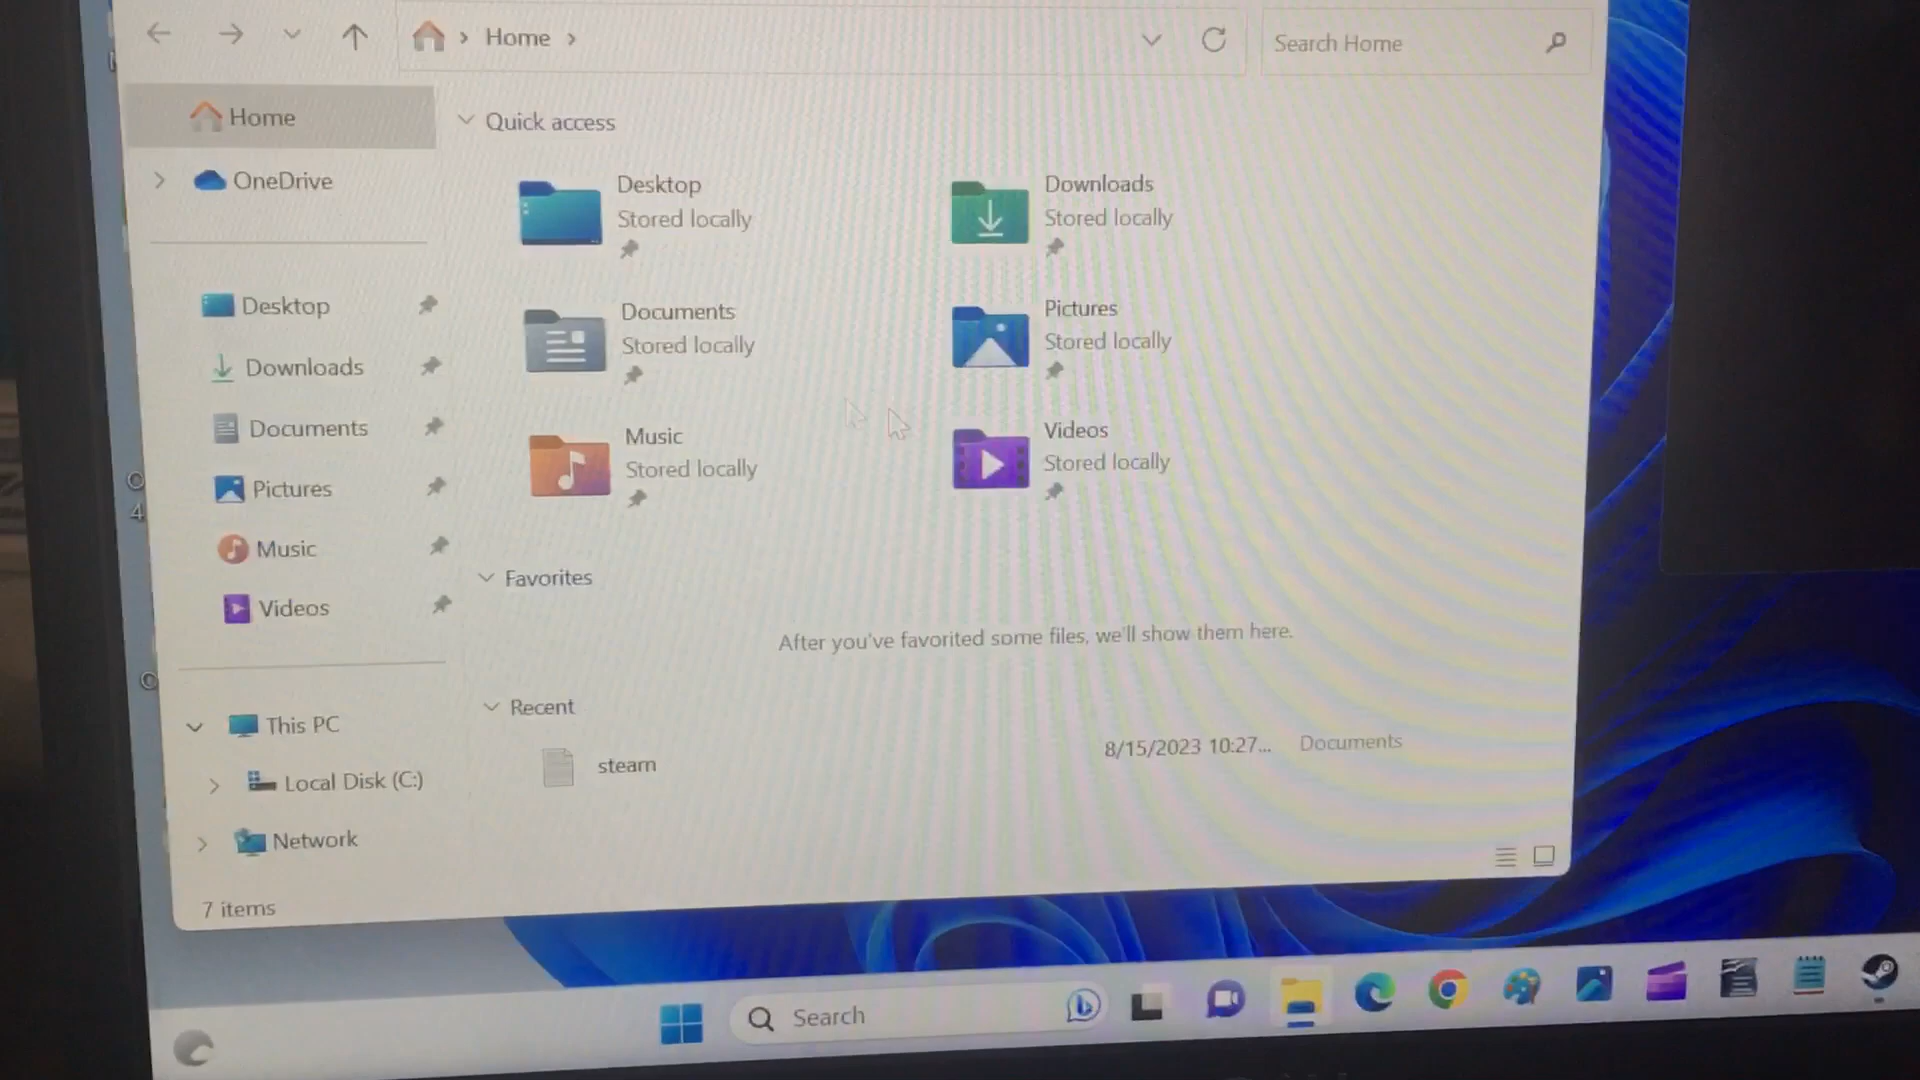 Home
Search Home
Home
OneDrive
Desktop
Downloads
Documents
Pictures
Music
Videos
This PC
Local Disk (C:)
Network
7 items
Quick access
Desktop
Stored locally
Downloads
Stored locally
Documents
Stored locally
Pictures
Stored locally
Music
Stored locally
Videos
Stored locally
Favorites
After you've favorited some files, we'll show them here.
Recent
steam
8/15/2023 10:27...
Documents
Search